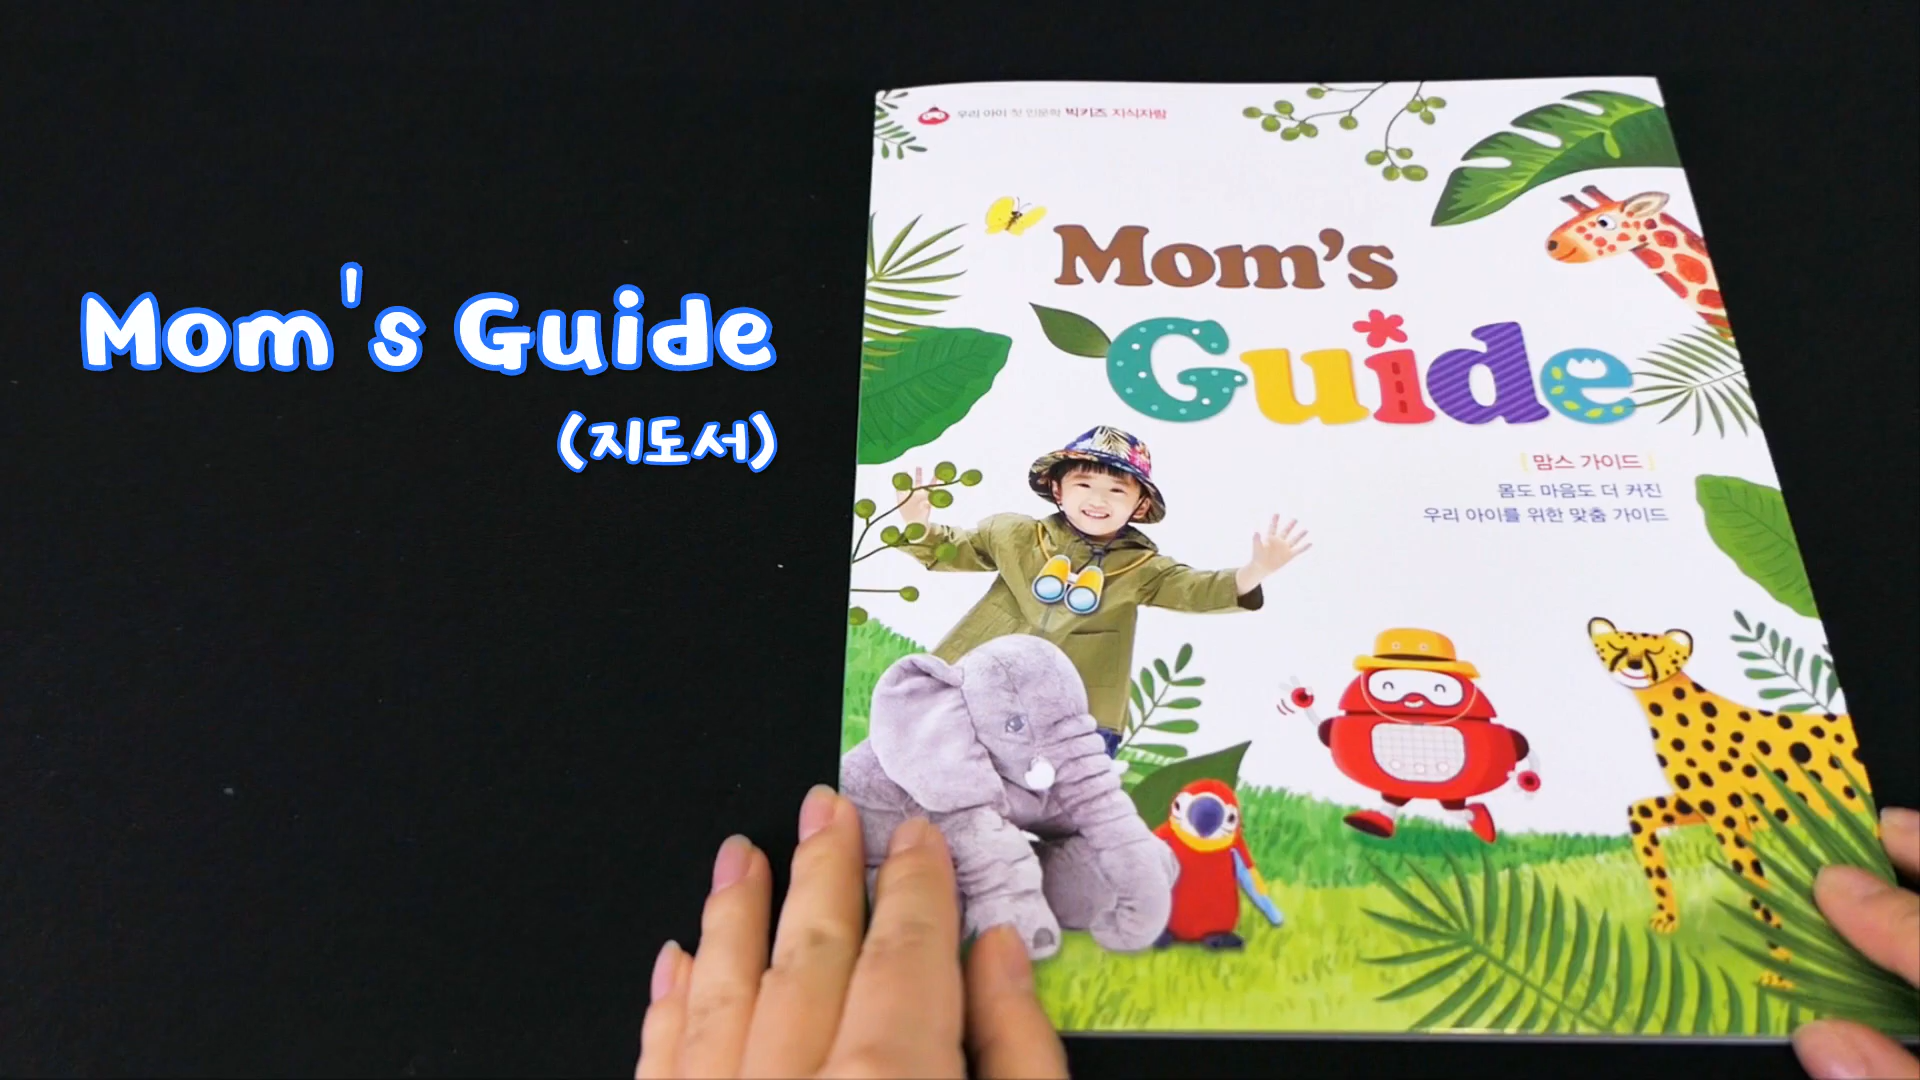 Mom's Guide
(지도서)
우리 아이 첫 인문학 빅키즈 지식자람
Mom's
Guide
[ 맘스 가이드 ]
몸도 마음도 더 커진
우리 아이를 위한 맞춤 가이드